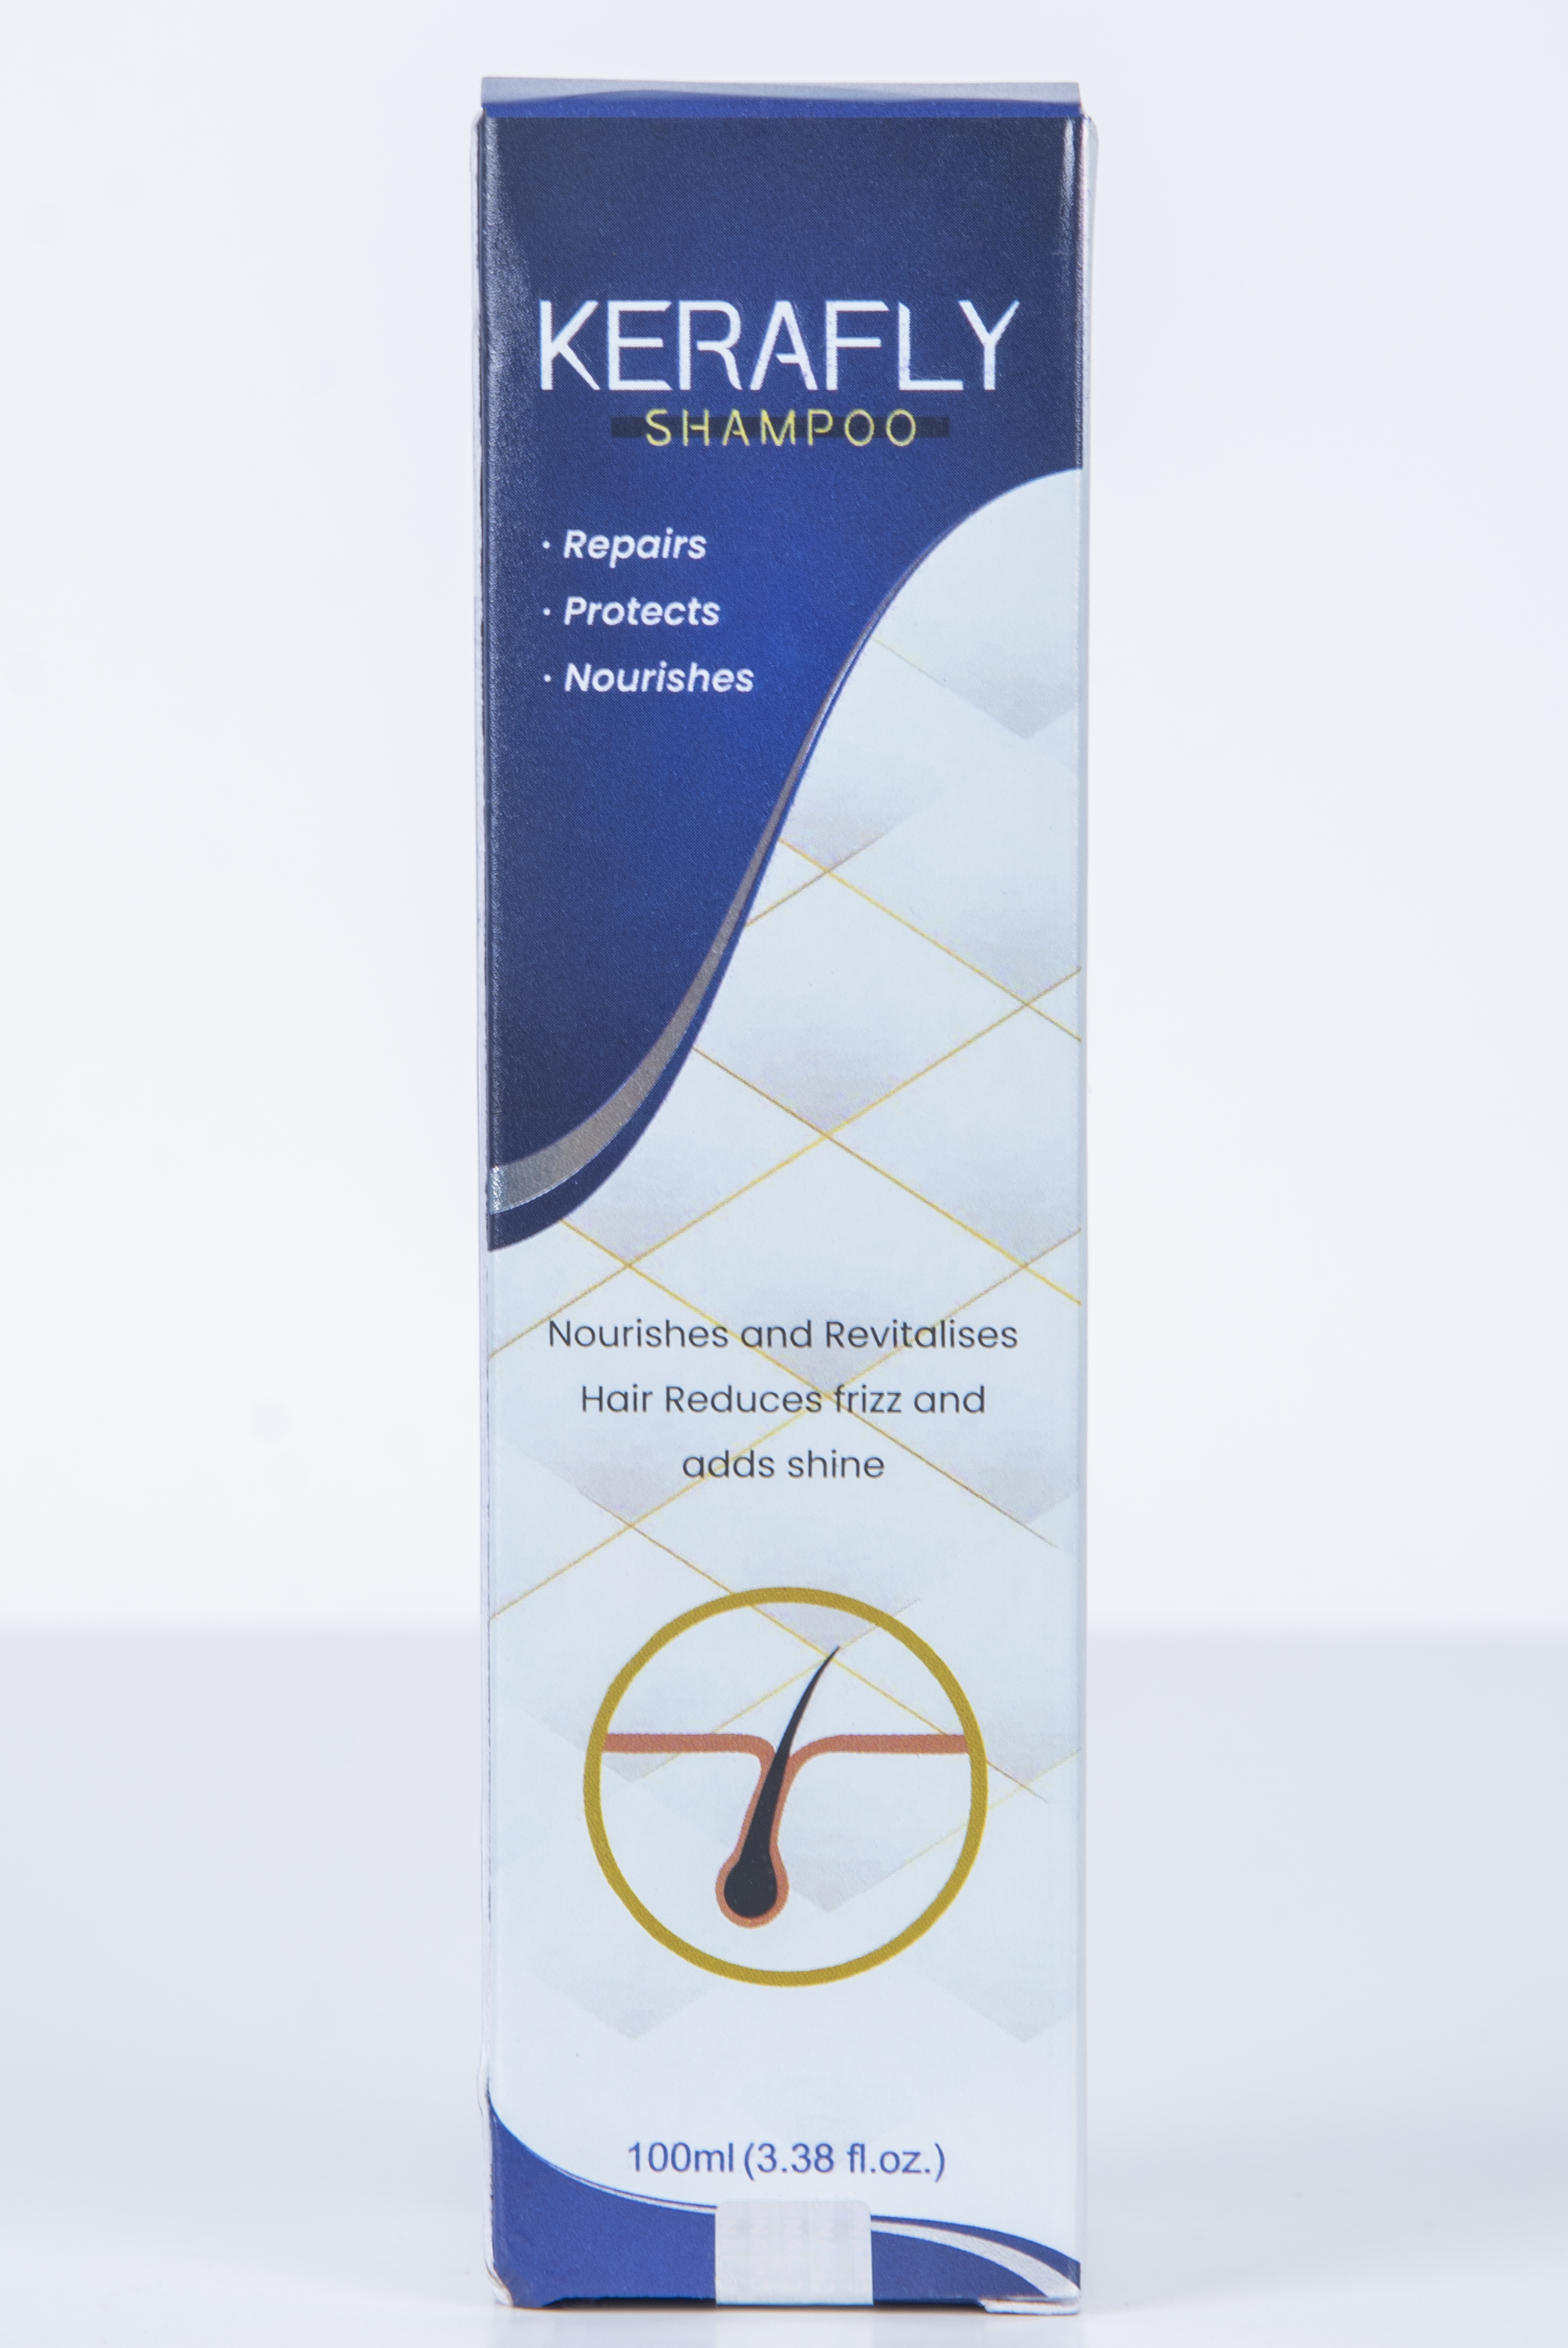 KERAFLY
SHAMPOO
· Repairs
· Protects
· Nourishes
Nourishes and Revitalises
Hair Reduces frizz and
adds shine
100ml (3.38 fl.oz.)